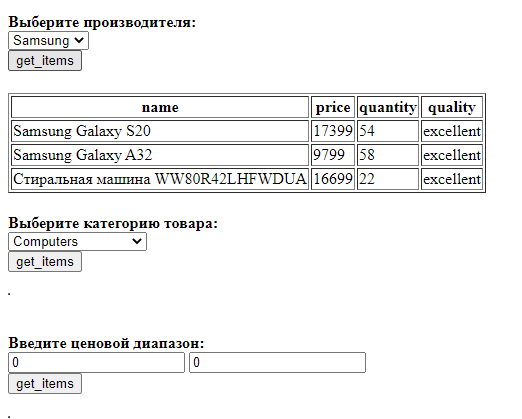 Выберите производителя:
Samsung
get_items
name price quantity quality
Samsung Galaxy S20 17399 54 excellent
Samsung Galaxy A32 9799 58 excellent
Стиральная машина WW80R42LHFWDUA 16699 22 excellent
Выберите категорию товара:
Computers
get_items
Введите ценовой диапазон:
0 0
get_items